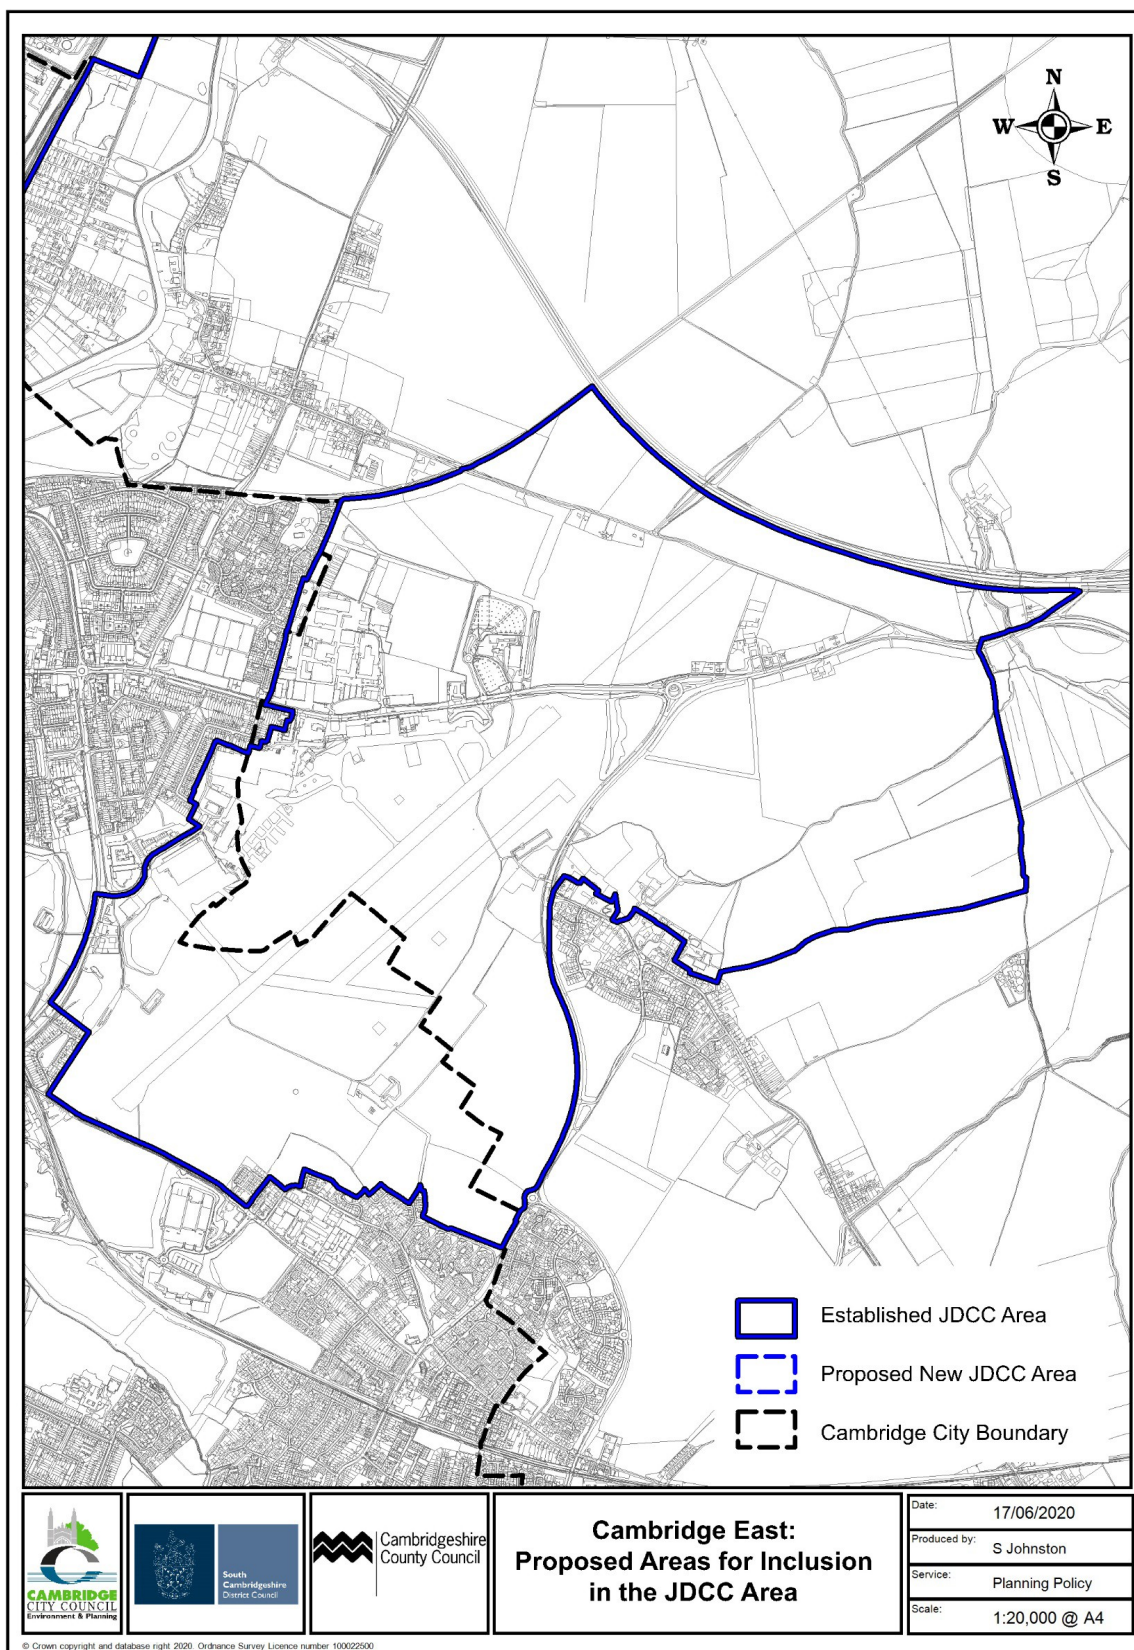 N
W E
S
Established JDCC Area
Proposed New JDCC Area
Cambridge City Boundary
CAMBRIDGE
CITY COUNCIL
Environment & Planning
South
Cambridgeshire
District Council
Cambridgeshire
County Council
Cambridge East:
Proposed Areas for Inclusion
in the JDCC Area
Date: 17/06/2020
Produced by: S Johnston
Service: Planning Policy
Scale: 1:20,000 @ A4
© Crown copyright and database right 2020. Ordnance Survey Licence number 100022500